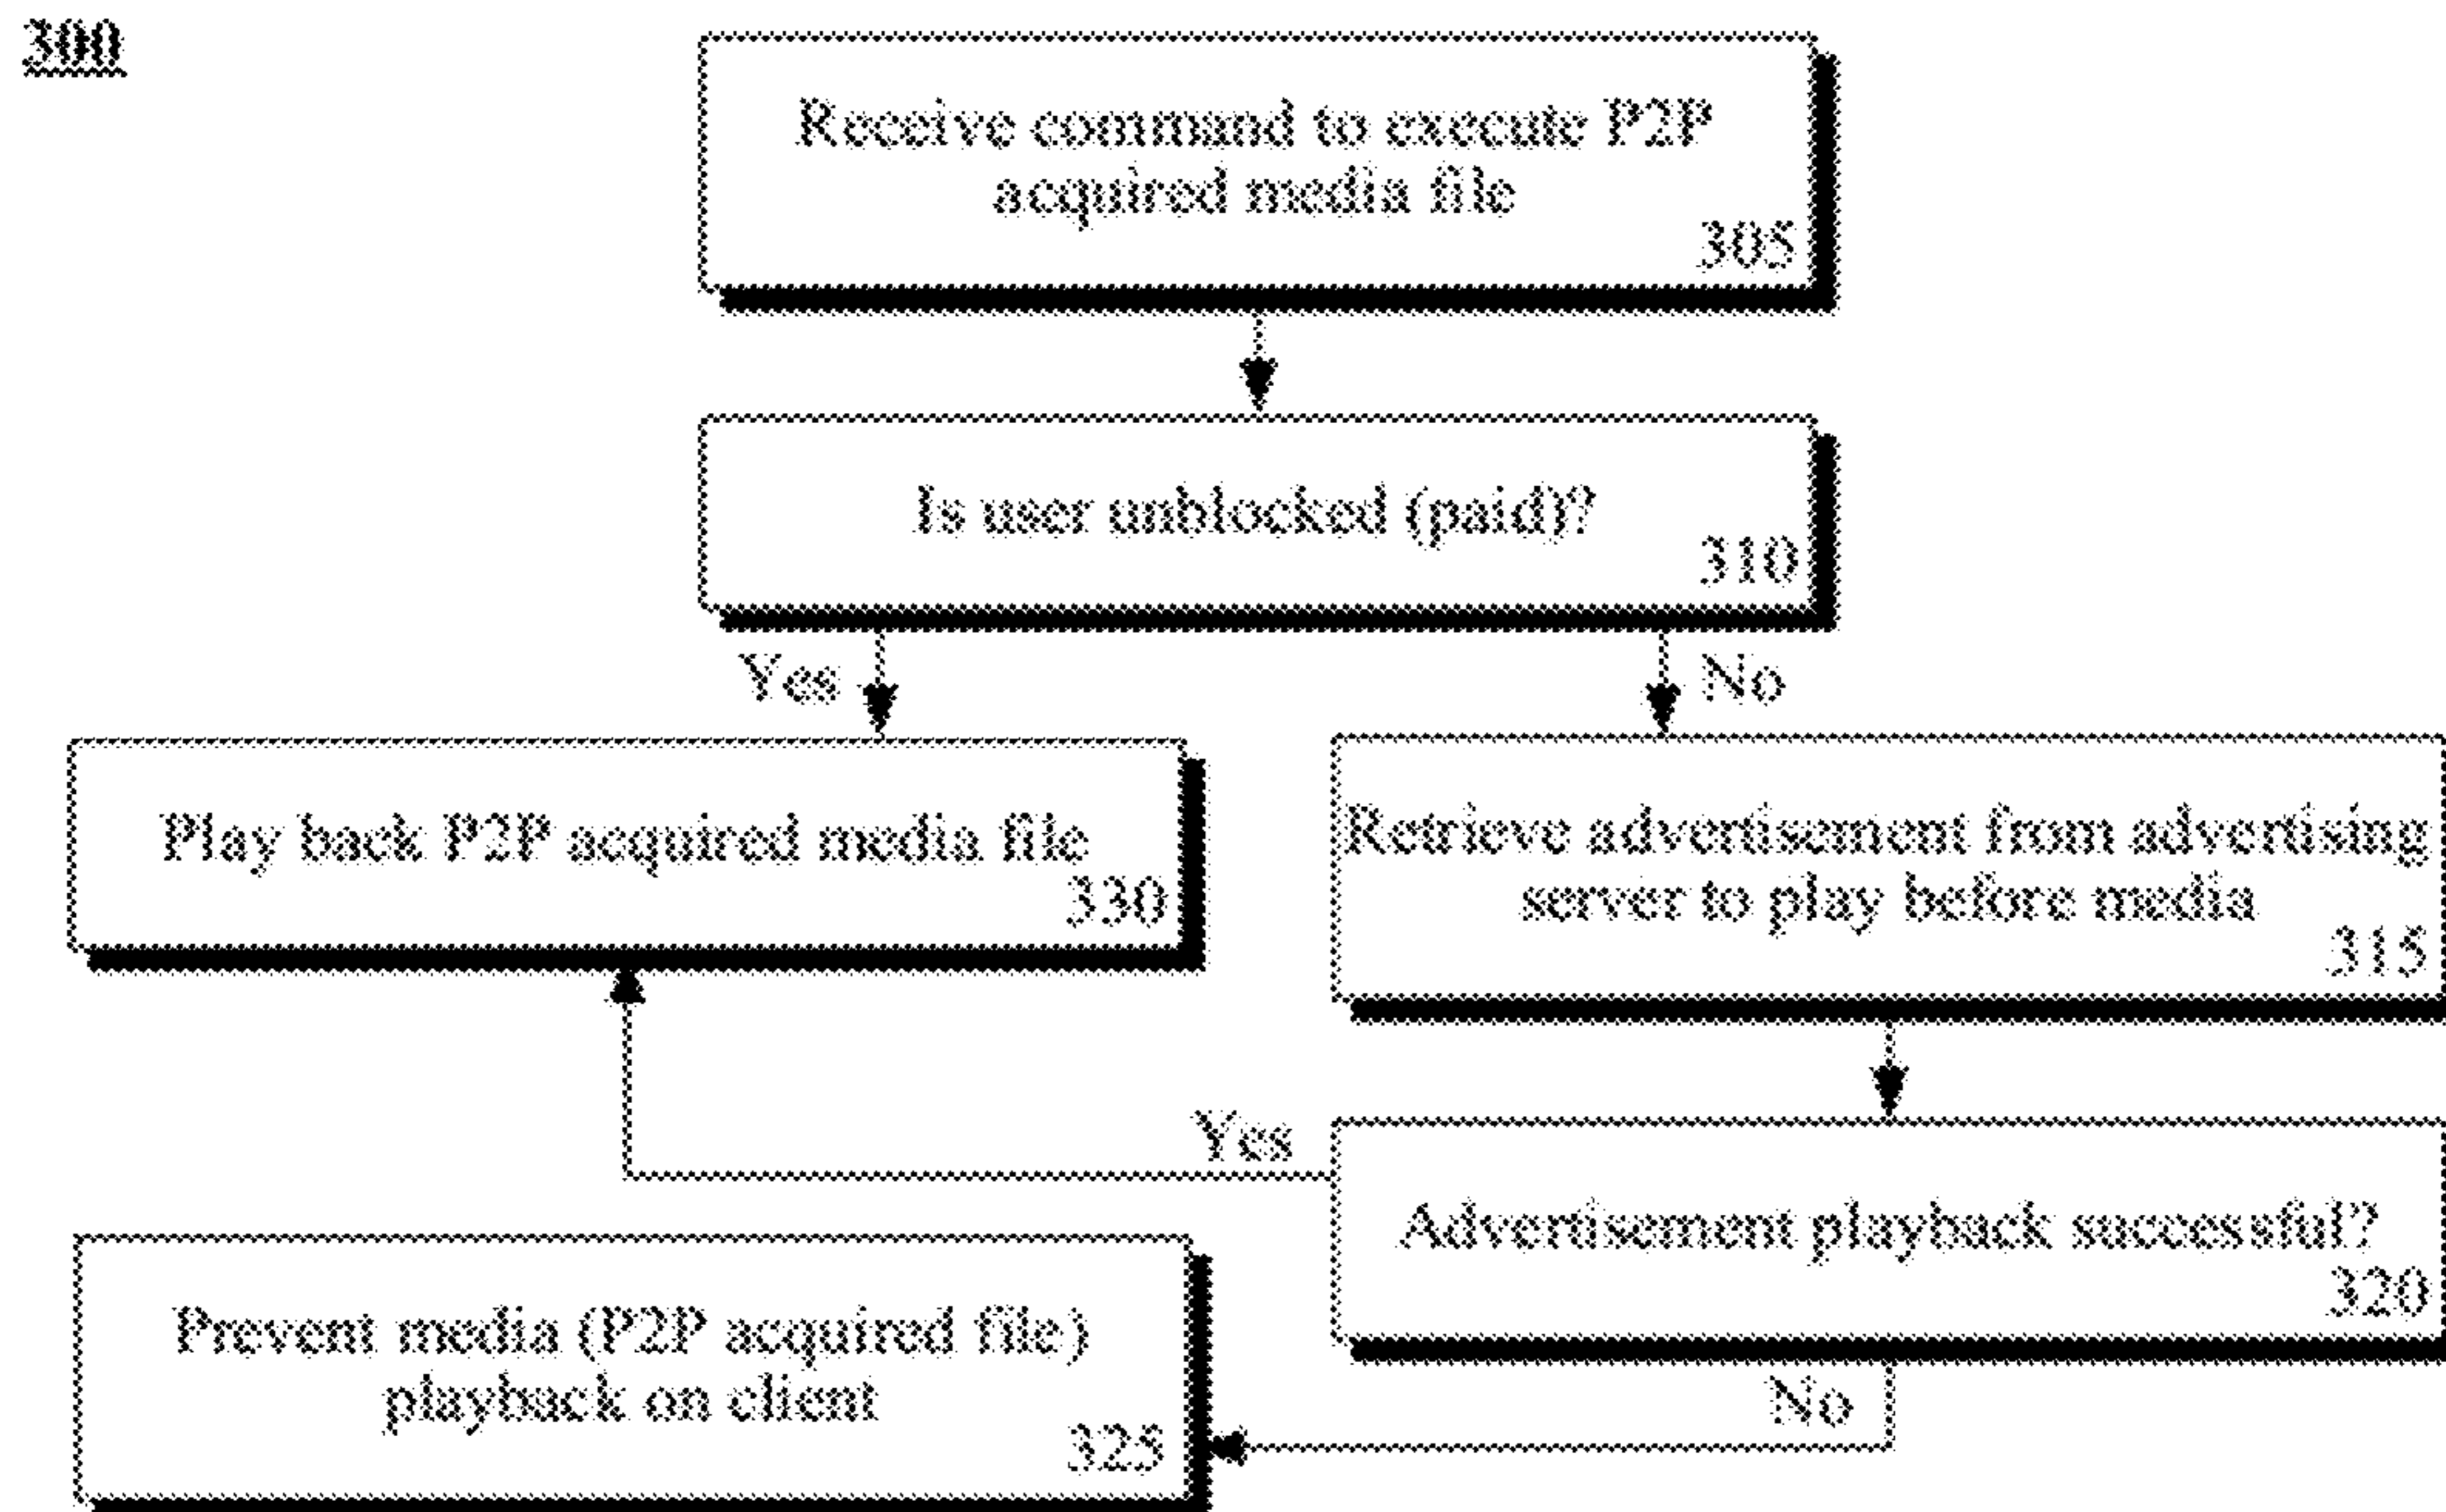 300
Receive command to execute P2P
acquired media file
305
Is user unblocked (paid)?
310
Yes
No
Play back P2P acquired media file
330
Retrieve advertisement from advertising
server to play before media
315
Yes
Advertisement playback successful?
320
Prevent media (P2P acquired file)
playback on client
325
No